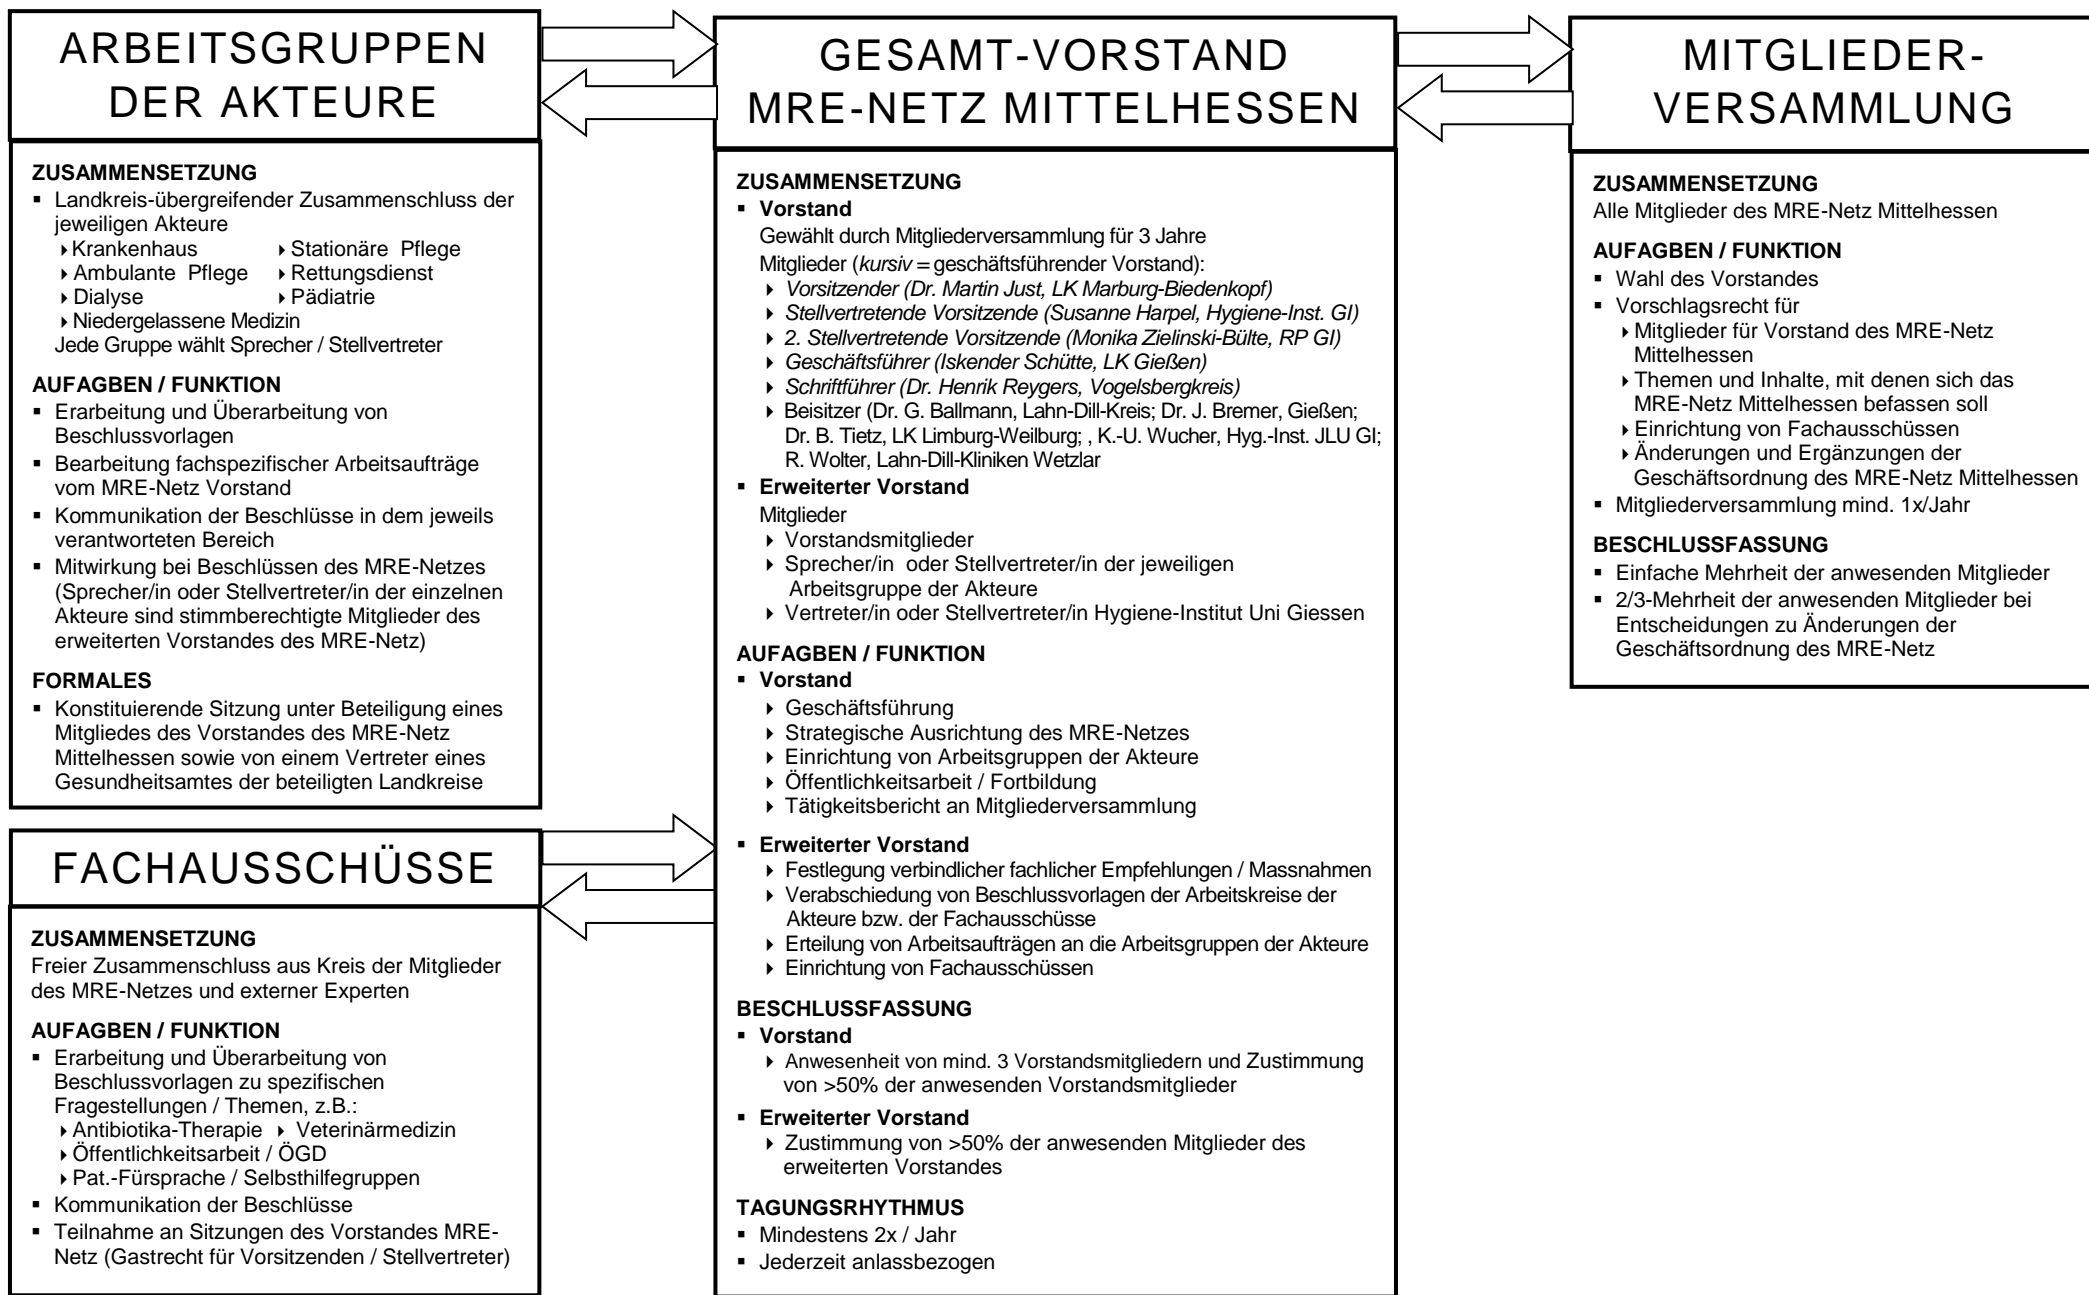 ARBEITSGRUPPEN
DER AKTEURE
ZUSAMMENSETZUNG
▪ Landkreis-übergreifender Zusammenschluss der
jeweiligen Akteure
Krankenhaus Stationäre Pflege
Ambulante Pflege Rettungsdienst
Dialyse Pädiatrie
Niedergelassene Medizin
Jede Gruppe wählt Sprecher / Stellvertreter
AUFAGBEN / FUNKTION
▪ Erarbeitung und Überarbeitung von
Beschlussvorlagen
▪ Bearbeitung fachspezifischer Arbeitsaufträge
vom MRE-Netz Vorstand
▪ Kommunikation der Beschlüsse in dem jeweils
verantworteten Bereich
▪ Mitwirkung bei Beschlüssen des MRE-Netzes
(Sprecher/in oder Stellvertreter/in der einzelnen
Akteure sind stimmberechtigte Mitglieder des
erweiterten Vorstandes des MRE-Netz)
FORMALES
▪ Konstituierende Sitzung unter Beteiligung eines
Mitgliedes des Vorstandes des MRE-Netz
Mittelhessen sowie von einem Vertreter eines
Gesundheitsamtes der beteiligten Landkreise
FACHAUSSCHÜSSE
ZUSAMMENSETZUNG
Freier Zusammenschluss aus Kreis der Mitglieder
des MRE-Netzes und externer Experten
AUFAGBEN / FUNKTION
▪ Erarbeitung und Überarbeitung von
Beschlussvorlagen zu spezifischen
Fragestellungen / Themen, z.B.:
Antibiotika-Therapie Veterinärmedizin
Öffentlichkeitsarbeit / ÖGD
Pat.-Fürsprache / Selbsthilfegruppen
▪ Kommunikation der Beschlüsse
▪ Teilnahme an Sitzungen des Vorstandes MRE-
Netz (Gastrecht für Vorsitzenden / Stellvertreter)
GESAMT-VORSTAND
MRE-NETZ MITTELHESSEN
ZUSAMMENSETZUNG
▪ Vorstand
Gewählt durch Mitgliederversammlung für 3 Jahre
Mitglieder (kursiv = geschäftsführender Vorstand):
Vorsitzender (Dr. Martin Just, LK Marburg-Biedenkopf)
Stellvertretende Vorsitzende (Susanne Harpel, Hygiene-Inst. GI)
2. Stellvertretende Vorsitzende (Monika Zielinski-Bülte, RP GI)
Geschäftsführer (Iskender Schütte, LK Gießen)
Schriftführer (Dr. Henrik Reygers, Vogelsbergkreis)
Beisitzer (Dr. G. Ballmann, Lahn-Dill-Kreis; Dr. J. Bremer, Gießen;
Dr. B. Tietz, LK Limburg-Weilburg; , K.-U. Wucher, Hyg.-Inst. JLU GI;
R. Wolter, Lahn-Dill-Kliniken Wetzlar
▪ Erweiterter Vorstand
Mitglieder
Vorstandsmitglieder
Sprecher/in oder Stellvertreter/in der jeweiligen
Arbeitsgruppe der Akteure
Vertreter/in oder Stellvertreter/in Hygiene-Institut Uni Giessen
AUFAGBEN / FUNKTION
▪ Vorstand
Geschäftsführung
Strategische Ausrichtung des MRE-Netzes
Einrichtung von Arbeitsgruppen der Akteure
Öffentlichkeitsarbeit / Fortbildung
Tätigkeitsbericht an Mitgliederversammlung
▪ Erweiterter Vorstand
Festlegung verbindlicher fachlicher Empfehlungen / Massnahmen
Verabschiedung von Beschlussvorlagen der Arbeitskreise der
Akteure bzw. der Fachausschüsse
Erteilung von Arbeitsaufträgen an die Arbeitsgruppen der Akteure
Einrichtung von Fachausschüssen
BESCHLUSSFASSUNG
▪ Vorstand
Anwesenheit von mind. 3 Vorstandsmitgliedern und Zustimmung
von >50% der anwesenden Vorstandsmitglieder
▪ Erweiterter Vorstand
Zustimmung von >50% der anwesenden Mitglieder des
erweiterten Vorstandes
TAGUNGSRHYTHMUS
▪ Mindestens 2x / Jahr
▪ Jederzeit anlassbezogen
MITGLIEDER-
VERSAMMLUNG
ZUSAMMENSETZUNG
Alle Mitglieder des MRE-Netz Mittelhessen
AUFAGBEN / FUNKTION
▪ Wahl des Vorstandes
▪ Vorschlagsrecht für
Mitglieder für Vorstand des MRE-Netz
Mittelhessen
Themen und Inhalte, mit denen sich das
MRE-Netz Mittelhessen befassen soll
Einrichtung von Fachausschüssen
Änderungen und Ergänzungen der
Geschäftsordnung des MRE-Netz Mittelhessen
▪ Mitgliederversammlung mind. 1x/Jahr
BESCHLUSSFASSUNG
▪ Einfache Mehrheit der anwesenden Mitglieder
▪ 2/3-Mehrheit der anwesenden Mitglieder bei
Entscheidungen zu Änderungen der
Geschäftsordnung des MRE-Netz